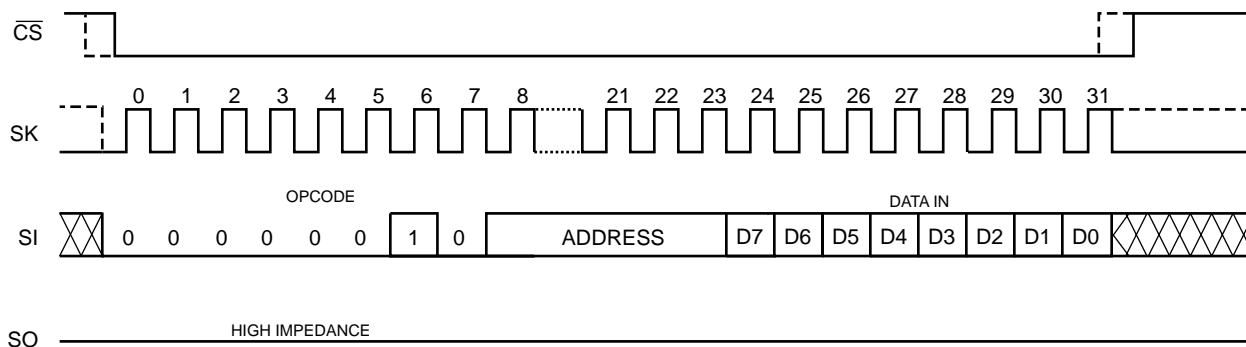 CS
0 1 2 3 4 5 6 7 8 21 22 23 24 25 26 27 28 29 30 31
SK
OPCODE DATA IN
SI 0 0 0 0 0 0 1 0 ADDRESS D7 D6 D5 D4 D3 D2 D1 D0
HIGH IMPEDANCE
SO